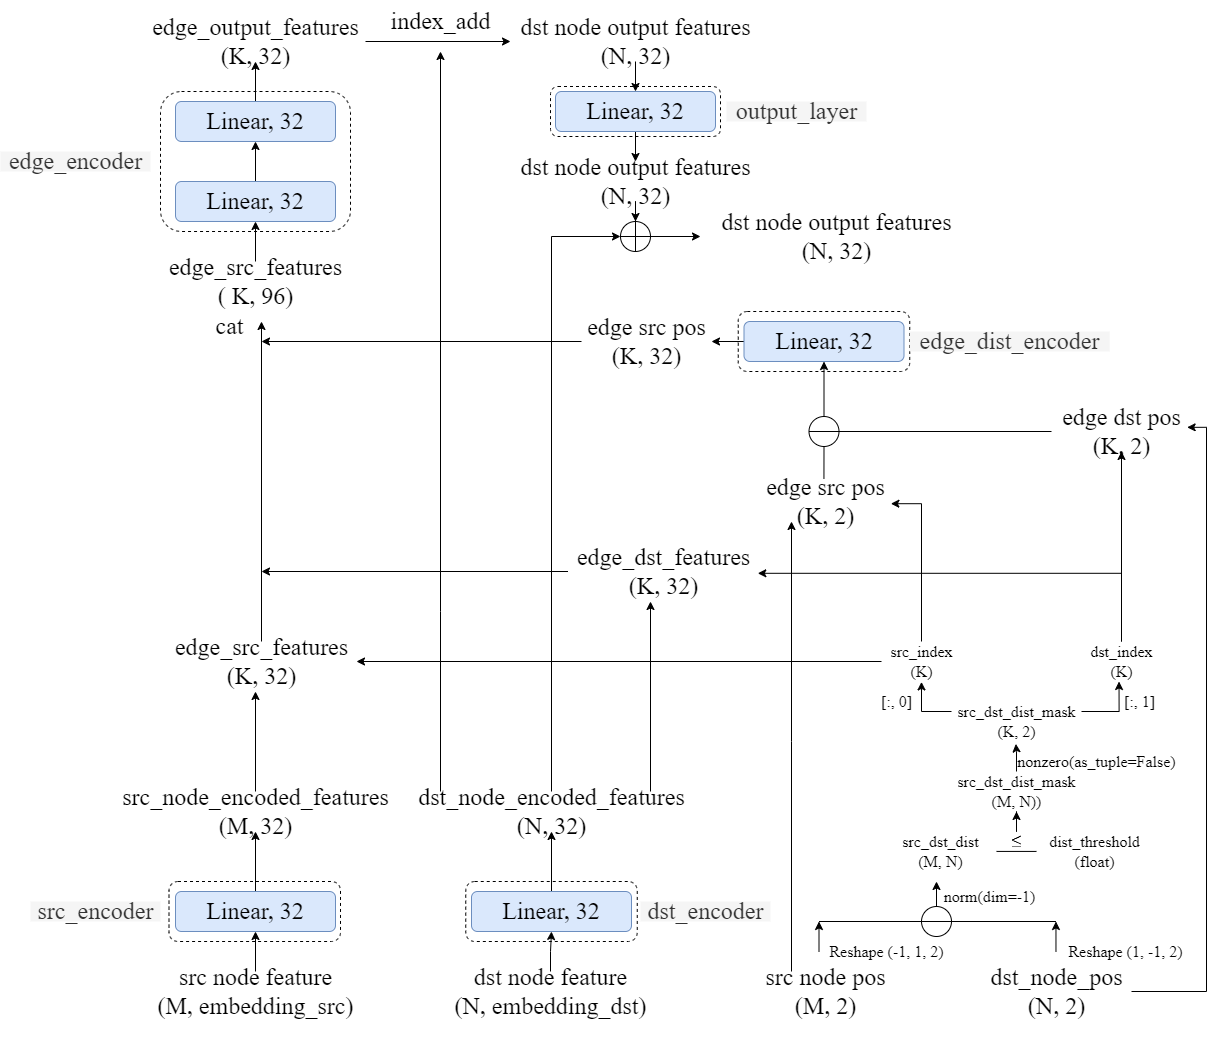 edge_output_features
(K, 32)
index_add
dst node output features
(N, 32)
Linear, 32
edge_encoder
Linear, 32
Linear, 32
output_layer
dst node output features
(N, 32)
dst node output features
(N, 32)
edge_src_features
( K, 96)
cat
edge src pos
(K, 32)
Linear, 32
edge_dist_encoder
edge dst pos
(K, 2)
edge src pos
(K, 2)
edge_dst_features
(K, 32)
edge_src_features
(K, 32)
src_index
(K)
dst_index
(K)
[:, 0]
[:, 1]
src_dst_dist_mask
(K, 2)
nonzero(as_tuple=False)
src_dst_dist_mask
(M, N))
src_node_encoded_features
(M, 32)
dst_node_encoded_features
(N, 32)
src_dst_dist
(M, N)
≤
dist_threshold
(float)
norm(dim=-1)
src_encoder
Linear, 32
Linear, 32
dst_encoder
Reshape (-1, 1, 2)
Reshape (1, -1, 2)
src node feature
(M, embedding_src)
dst node feature
(N, embedding_dst)
src node pos
(M, 2)
dst_node_pos
(N, 2)